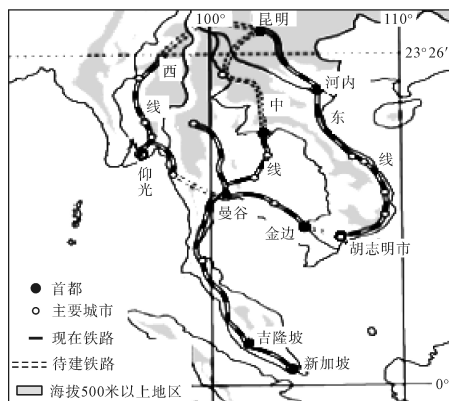 100°
昆明
110°
23°26′
西
河内
中
东
线
线
线
仰光
曼谷
金边
胡志明市
首都
主要城市
现在铁路
吉隆坡
待建铁路
新加坡
海拔500米以上地区
0°